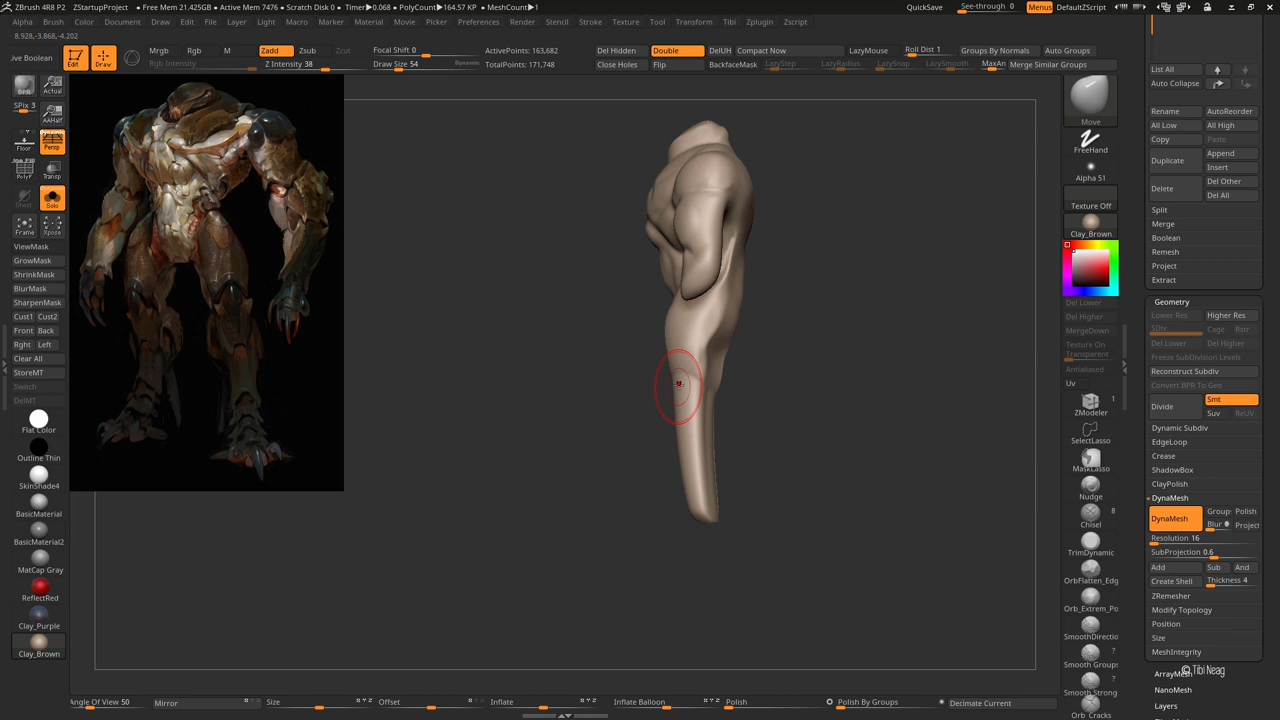 ZBrush 4R8 P2 ZStartupProject • Free Mem 21.425GB • Active Mem 7476 • Scratch Disk 0 • Timer▶0.068 • PolyCount▶164.57 KP • MeshCount▶1 QuickSave See-through 0 Menus DefaultZScript
Alpha Brush Color Document Draw Edit File Layer Light Macro Marker Material Movie Picker Preferences Render Stencil Stroke Texture Tool Transform Tibi Zplugin Zscript
8.928,-3.868,-4.202
ive Boolean Edit Draw Mrgb Rgb M Zadd Zsub Zcut Focal Shift 0 ActivePoints: 163,682 Del Hidden Double DelUH Compact Now LazyMouse Roll Dist 1 Groups By Normals Auto Groups
Rgb Intensity Z Intensity 38 Draw Size 54 Dynamic TotalPoints: 171,748 Close Holes Flip BackfaceMask LazyStep LazyRadius LazySnap LazySmooth MaxAn Merge Similar Groups
BPR Actual
SPix 3
AAHalf
Floor Persp
PolyF Transp
Ghost Solo
Frame Xpose
ViewMask
GrowMask
ShrinkMask
BlurMask
SharpenMask
Cust1 Cust2
Front Back
Rght Left
Clear All
StoreMT
Switch
DelMT
Flat Color
Outline Thin
SkinShade4
BasicMaterial
BasicMaterial2
MatCap Gray
ReflectRed
Clay_Purple
Clay_Brown
Move
FreeHand
Alpha 51
Texture Off
Clay_Brown
Del Lower
Del Higher
MergeDown
Texture On
Transparent
Antialiased
Uv
1
ZModeler
SelectLasso
MaskLasso
Nudge
8
Chisel
TrimDynamic
OrbFlatten_Edg
Orb_Extrem_Po
SmoothDirectio
?
Smooth Groups
?
Smooth Strong
Orb_Cracks
List All
Auto Collapse
Rename AutoReorder
All Low All High
Copy Paste
Duplicate Append
Insert
Delete Del Other
Del All
Split
Merge
Boolean
Remesh
Project
Extract
Geometry
Lower Res Higher Res
SDiv Cage Rstr
Del Lower Del Higher
Freeze SubDivision Levels
Reconstruct Subdiv
Convert BPR To Geo
Divide Smt
Suv ReUV
Dynamic Subdiv
EdgeLoop
Crease
ShadowBox
ClayPolish
DynaMesh
DynaMesh Group Polish
Blur Project
Resolution 16
SubProjection 0.6
Add Sub And
Create Shell Thickness 4
ZRemesher
Modify Topology
Position
Size
MeshIntegrity
© Tibi Neag
ArrayMesh
NanoMesh
Layers
Angle Of View 50 Mirror Size Offset Inflate Inflate Balloon Polish Polish By Groups Decimate Current